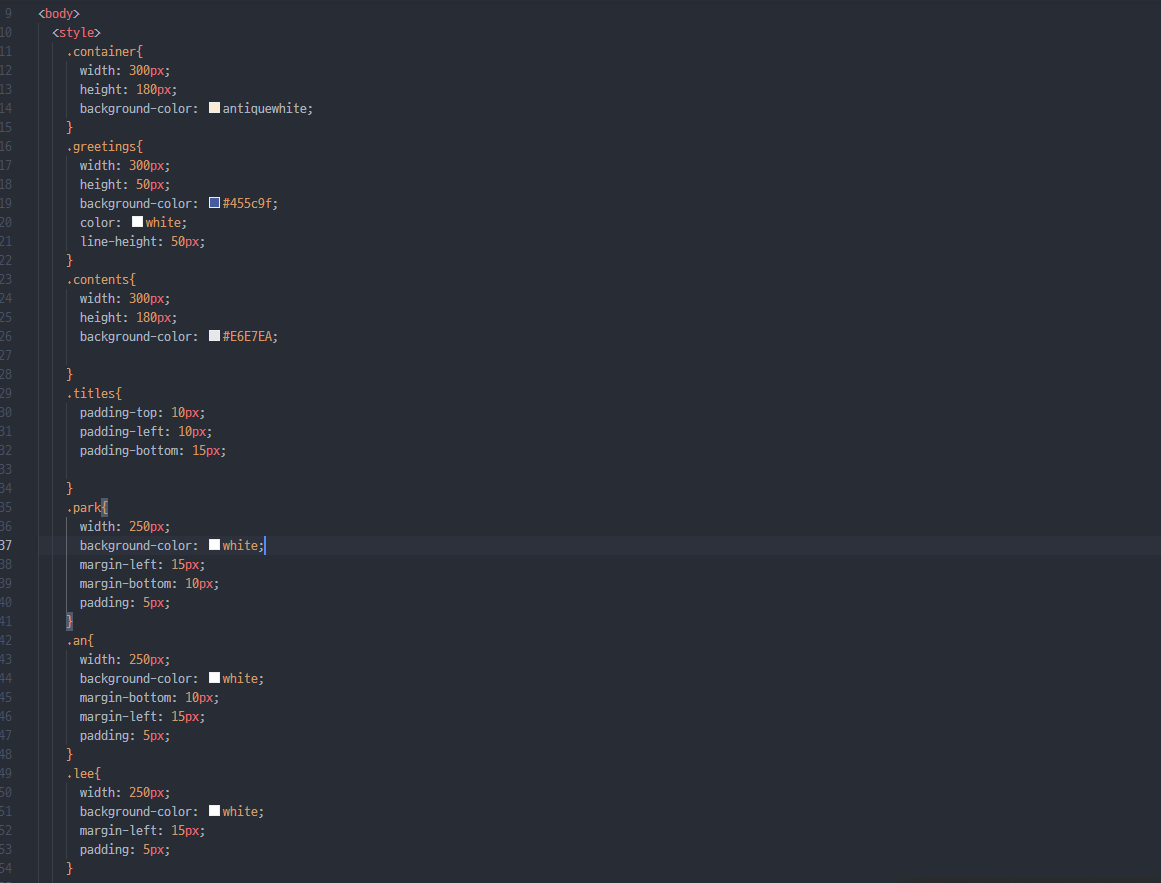 9 <body>
10 <style>
11 .container{
12 width: 300px;
13 height: 180px;
14 background-color: antiquewhite;
15 }
16 .greetings{
17 width: 300px;
18 height: 50px;
19 background-color: #455c9f;
20 color: white;
21 line-height: 50px;
22 }
23 .contents{
24 width: 300px;
25 height: 180px;
26 background-color: #E6E7EA;
27
28 }
29 .titles{
30 padding-top: 10px;
31 padding-left: 10px;
32 padding-bottom: 15px;
33
34 }
35 .park{
36 width: 250px;
37 background-color: white;
38 margin-left: 15px;
39 margin-bottom: 10px;
40 padding: 5px;
41 }
42 .an{
43 width: 250px;
44 background-color: white;
45 margin-bottom: 10px;
46 margin-left: 15px;
47 padding: 5px;
48 }
49 .lee{
50 width: 250px;
51 background-color: white;
52 margin-left: 15px;
53 padding: 5px;
54 }